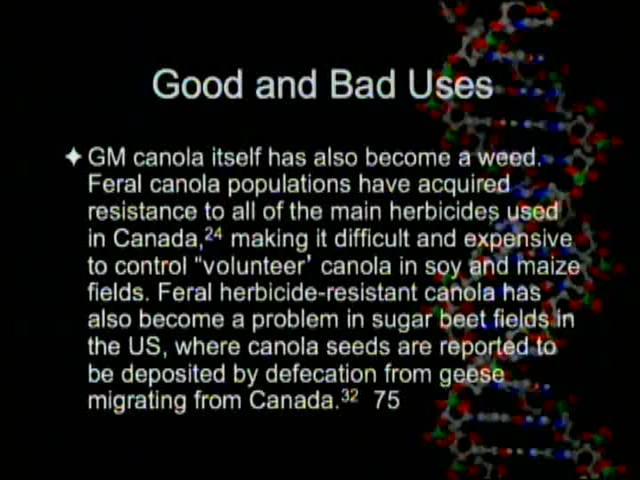 Good and Bad Uses
✦ GM canola itself has also become a weed.
Feral canola populations have acquired
resistance to all of the main herbicides used
in Canada,24 making it difficult and expensive
to control "volunteer' canola in soy and maize
fields. Feral herbicide-resistant canola has
also become a problem in sugar beet fields in
the US, where canola seeds are reported to
be deposited by defecation from geese
migrating from Canada.32 75